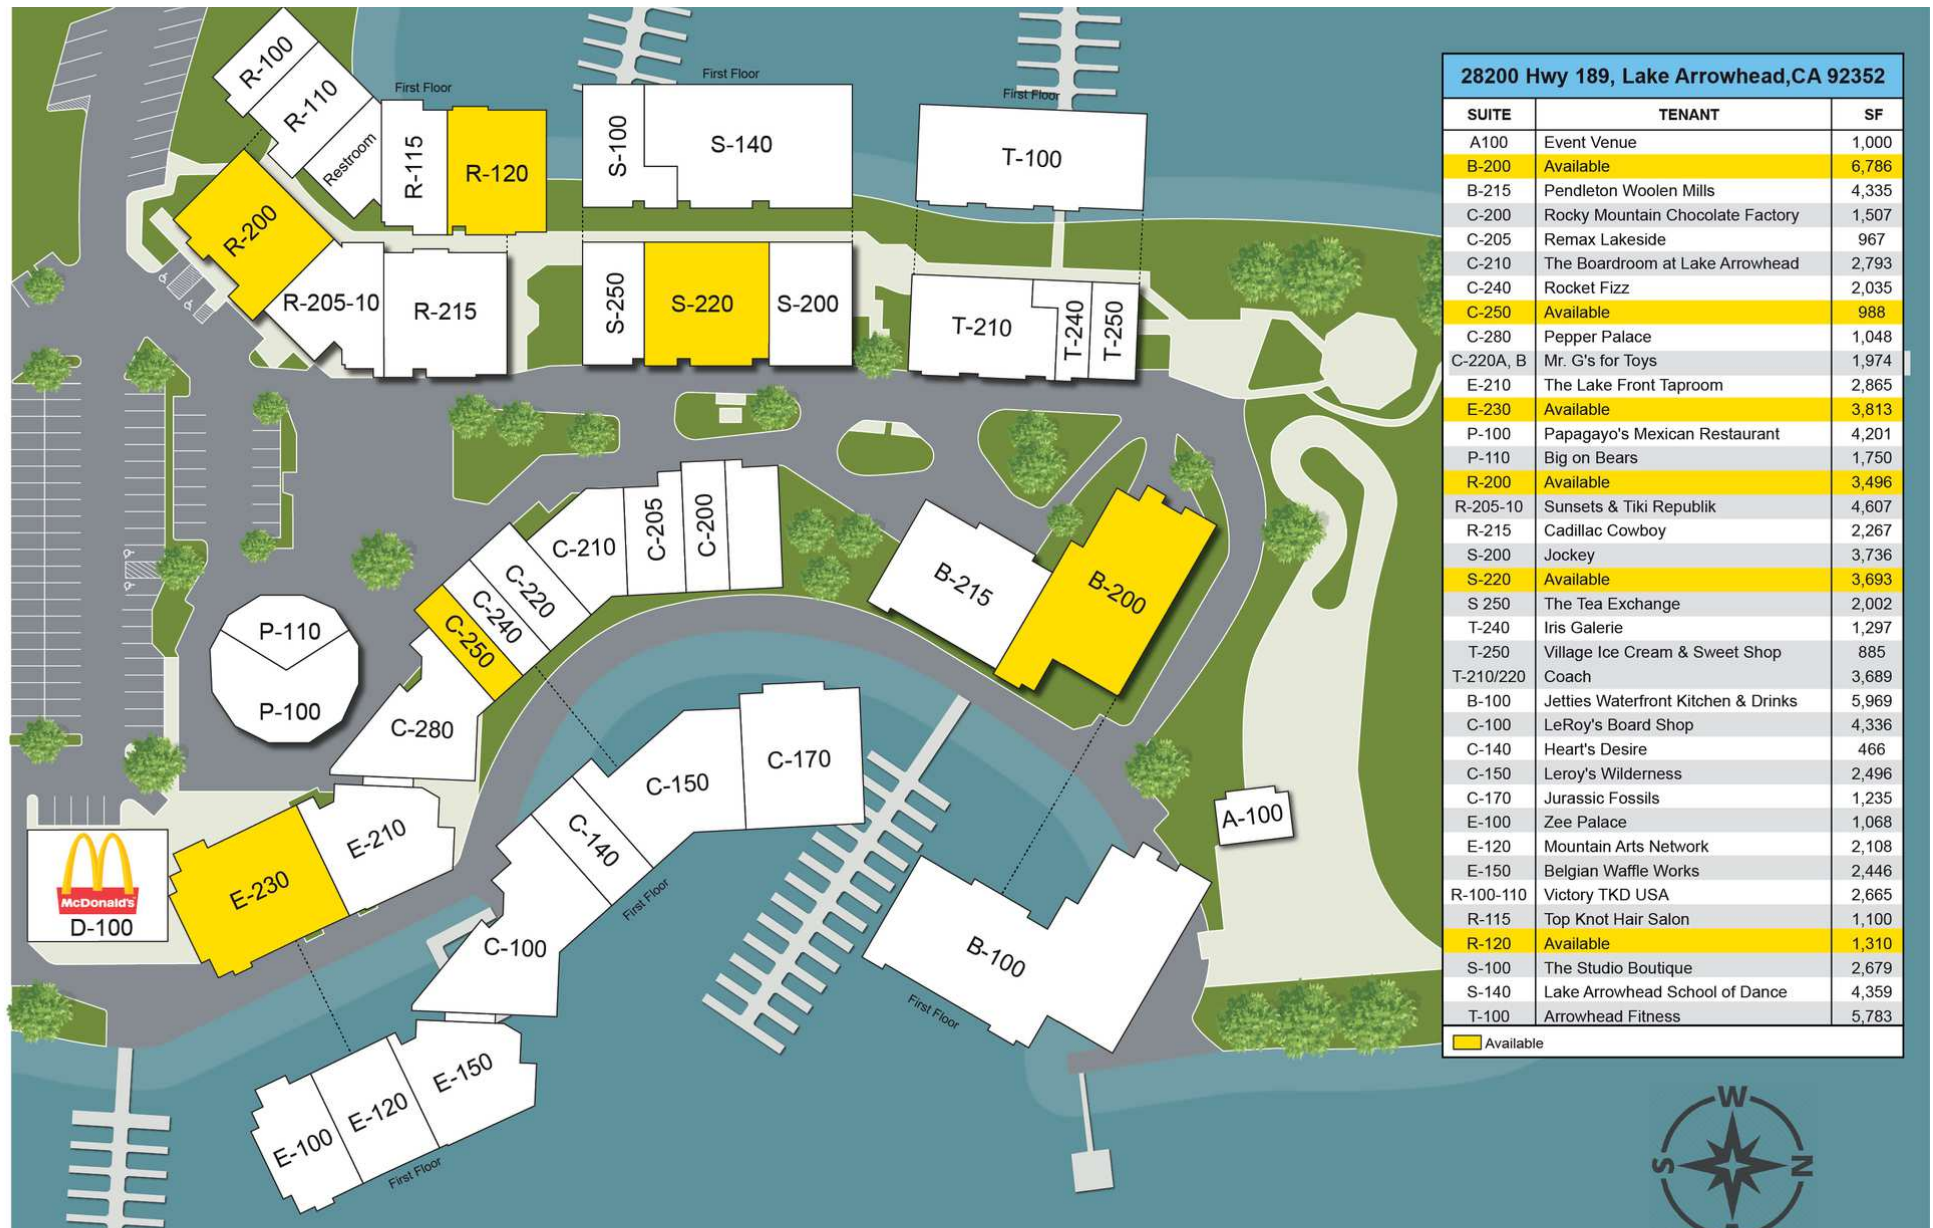 R-100
R-110
Restroom
First Floor
R-115
R-120
R-200
R-205-10
R-215
First Floor
S-100
S-140
S-250
S-220
S-200
First Floor
T-100
T-210
T-240
T-250
C-210
C-205
C-200
C-220
C-240
C-250
C-280
B-215
B-200
P-110
P-100
C-170
C-150
C-140
C-100
First Floor
A-100
E-210
E-230
McDonald's
D-100
B-100
First Floor
E-150
E-120
E-100
First Floor
28200 Hwy 189, Lake Arrowhead,CA 92352
SUITE TENANT SF
A100 Event Venue 1,000
B-200 Available 6,786
B-215 Pendleton Woolen Mills 4,335
C-200 Rocky Mountain Chocolate Factory 1,507
C-205 Remax Lakeside 967
C-210 The Boardroom at Lake Arrowhead 2,793
C-240 Rocket Fizz 2,035
C-250 Available 988
C-280 Pepper Palace 1,048
C-220A, B Mr. G's for Toys 1,974
E-210 The Lake Front Taproom 2,865
E-230 Available 3,813
P-100 Papagayo's Mexican Restaurant 4,201
P-110 Big on Bears 1,750
R-200 Available 3,496
R-205-10 Sunsets & Tiki Republik 4,607
R-215 Cadillac Cowboy 2,267
S-200 Jockey 3,736
S-220 Available 3,693
S 250 The Tea Exchange 2,002
T-240 Iris Galerie 1,297
T-250 Village Ice Cream & Sweet Shop 885
T-210/220 Coach 3,689
B-100 Jetties Waterfront Kitchen & Drinks 5,969
C-100 LeRoy's Board Shop 4,336
C-140 Heart's Desire 466
C-150 Leroy's Wilderness 2,496
C-170 Jurassic Fossils 1,235
E-100 Zee Palace 1,068
E-120 Mountain Arts Network 2,108
E-150 Belgian Waffle Works 2,446
R-100-110 Victory TKD USA 2,665
R-115 Top Knot Hair Salon 1,100
R-120 Available 1,310
S-100 The Studio Boutique 2,679
S-140 Lake Arrowhead School of Dance 4,359
T-100 Arrowhead Fitness 5,783
Available
W
S
N